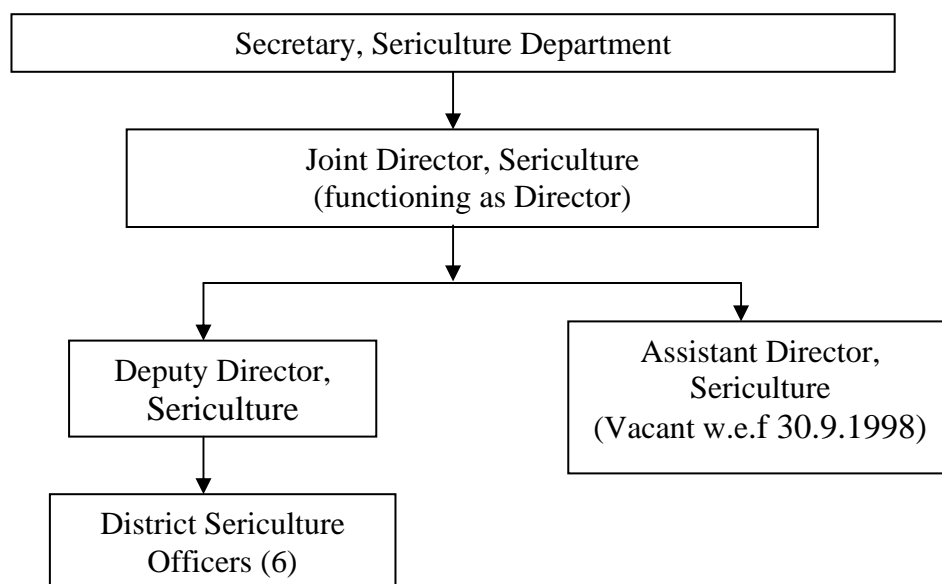 Secretary, Sericulture Department
Joint Director, Sericulture
(functioning as Director)
Deputy Director,
Sericulture
Assistant Director,
Sericulture
(Vacant w.e.f 30.9.1998)
District Sericulture
Officers (6)